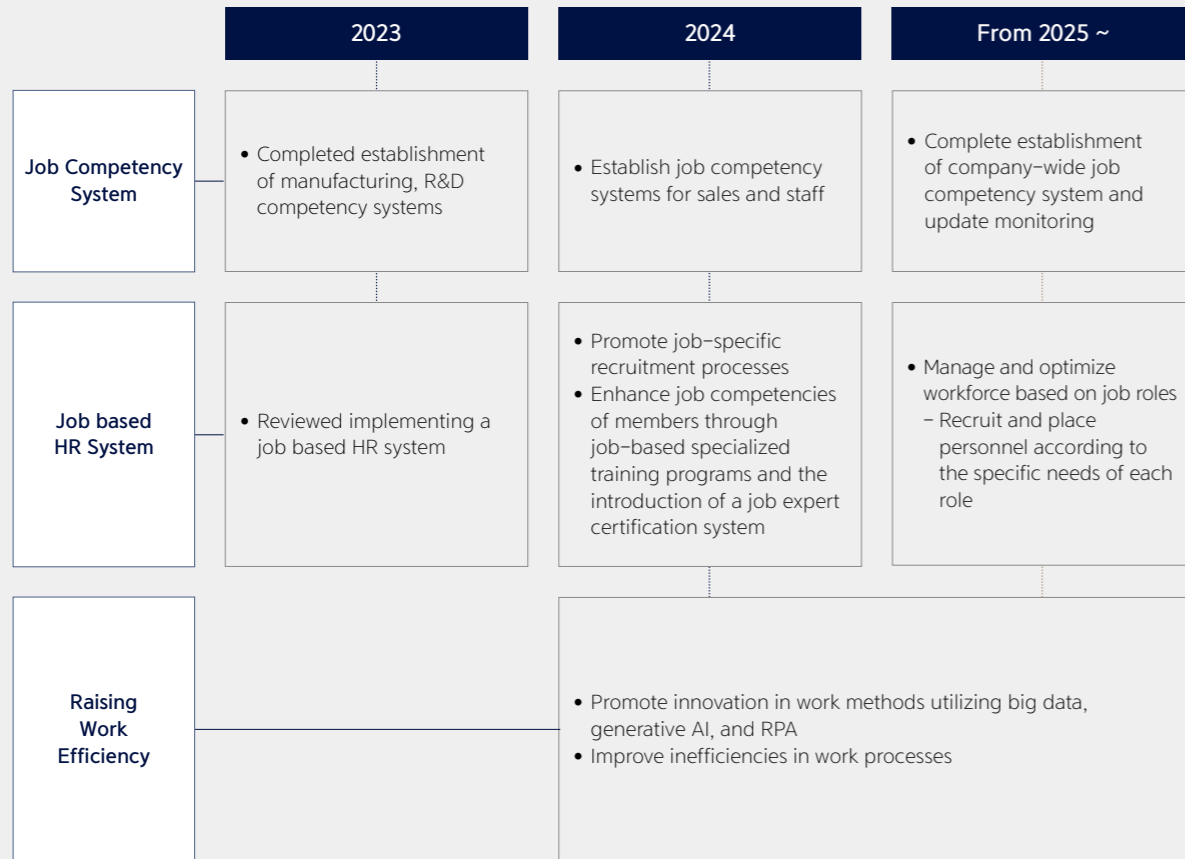 2023
2024
From 2025 ~
Job Competency
System
• Completed establishment
of manufacturing, R&D
competency systems
• Establish job competency
systems for sales and staff
• Complete establishment
of company-wide job
competency system and
update monitoring
Job based
HR System
• Reviewed implementing a
job based HR system
• Promote job-specific
recruitment processes
• Enhance job competencies
of members through
job-based specialized
training programs and the
introduction of a job expert
certification system
• Manage and optimize
workforce based on job roles
- Recruit and place
personnel according to
the specific needs of each
role
Raising
Work
Efficiency
• Promote innovation in work methods utilizing big data,
generative AI, and RPA
• Improve inefficiencies in work processes